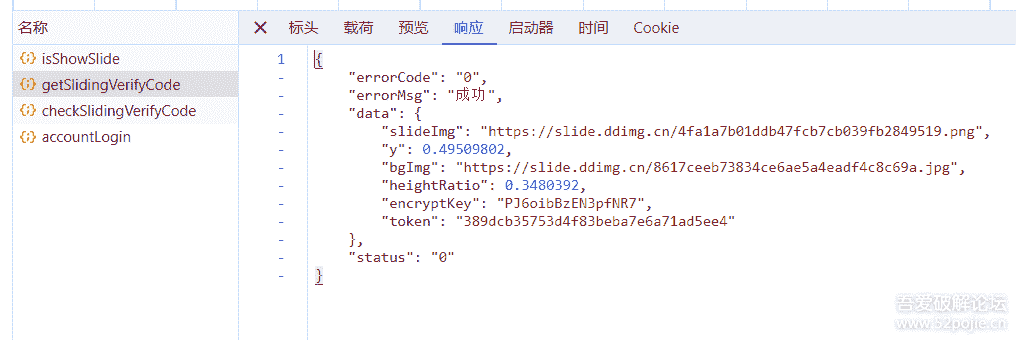 名称
标头 载荷 预览 响应 启动器 时间 Cookie
isShowSlide
getSlidingVerifyCode
checkSlidingVerifyCode
accountLogin
1 {
- "errorCode": "0",
- "errorMsg": "成功",
- "data": {
- "slideImg": "https://slide.ddimg.cn/4fa1a7b01ddb47fcb7cb039fb2849519.png",
- "y": 0.49509802,
- "bgImg": "https://slide.ddimg.cn/8617ceeb73834ce6ae5a4eadf4c8c69a.jpg",
- "heightRatio": 0.3480392,
- "encryptKey": "PJ6oibBzEN3pfNR7",
- "token": "389dcb35753d4f83beba7e6a71ad5ee4"
- },
- "status": "0"
- }
吾爱破解论坛
www.52pojie.cn